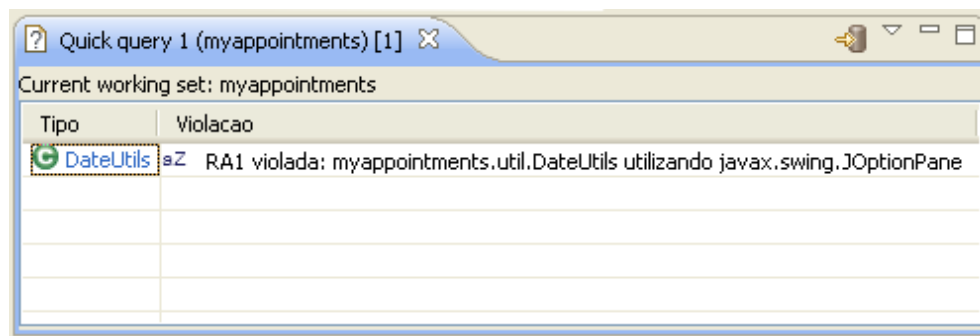 Quick query 1 (myappointments) [1]
Current working set: myappointments
Tipo Violacao
DateUtils aZ RA1 violada: myappointments.util.DateUtils utilizando javax.swing.JOptionPane